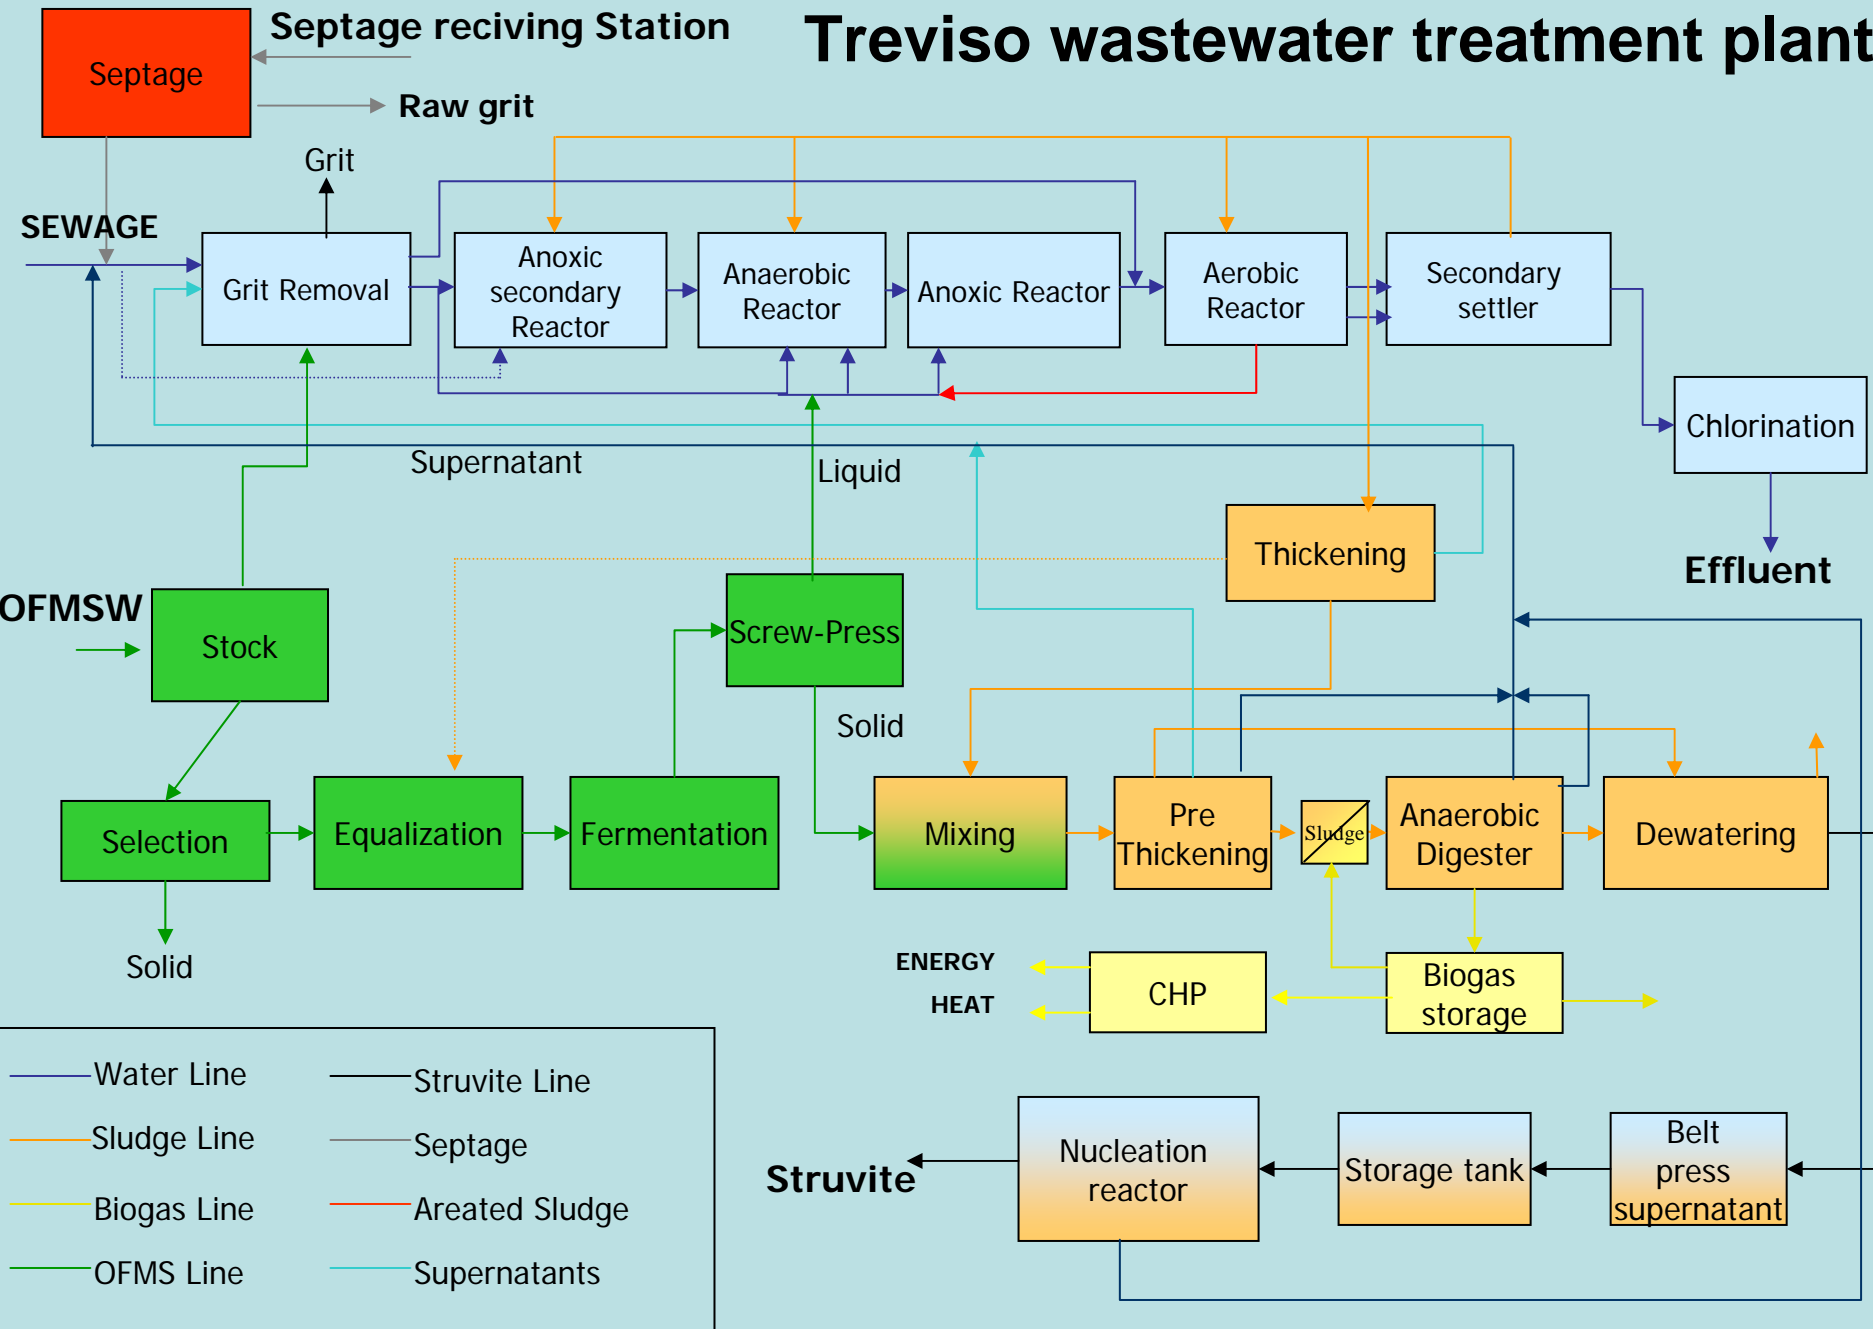 Treviso wastewater treatment plant
Septage reciving Station
Septage
Raw grit
Grit
SEWAGE
Grit Removal
Anoxic
secondary
Reactor
Anaerobic
Reactor
Anoxic Reactor
Aerobic
Reactor
Secondary
settler
Chlorination
Supernatant
Liquid
Effluent
Thickening
OFMSW
Stock
Screw-Press
Solid
Selection
Equalization
Fermentation
Mixing
Pre
Thickening
Sludge
Anaerobic
Digester
Dewatering
Solid
ENERGY
HEAT
CHP
Biogas
storage
Water Line
Struvite Line
Sludge Line
Septage
Biogas Line
Areated Sludge
OFMS Line
Supernatants
Struvite
Nucleation
reactor
Storage tank
Belt
press
supernatant